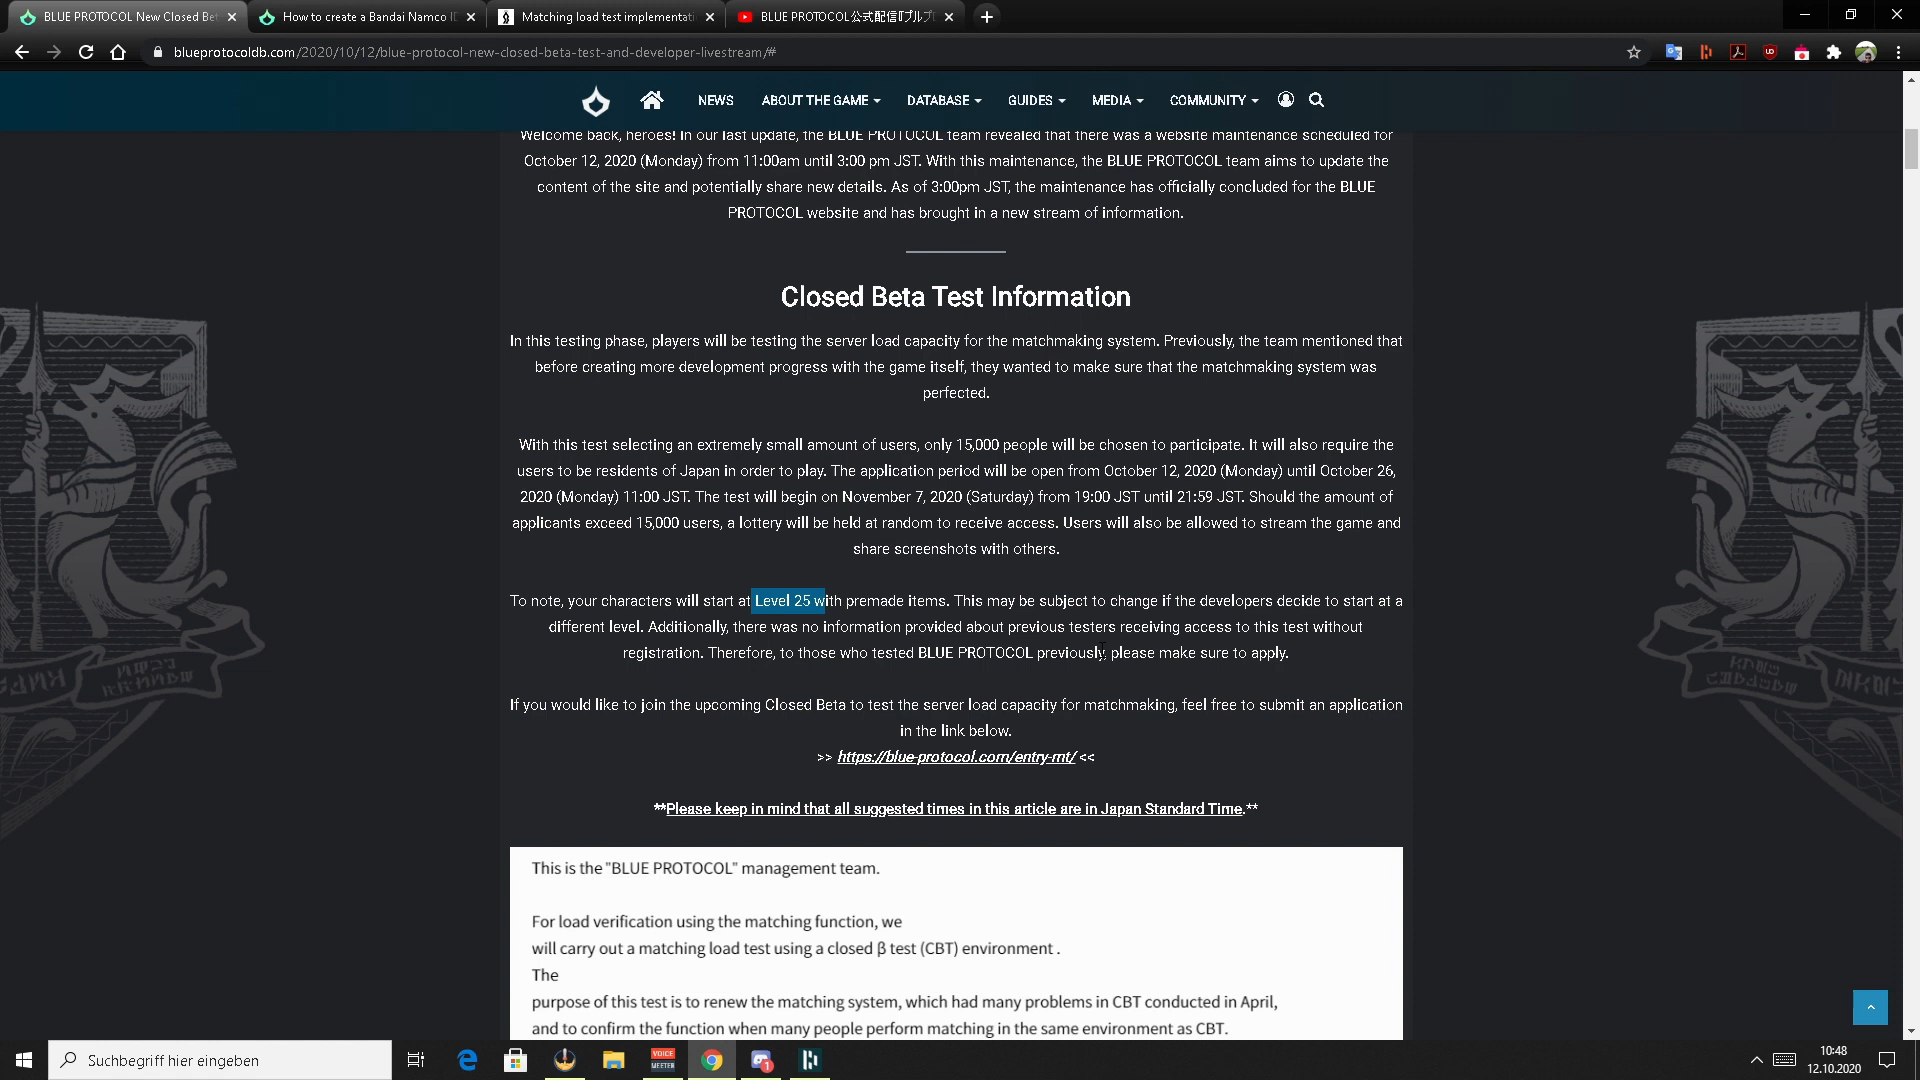 BLUE PROTOCOL New Closed Be
How to create a Bandai Namco I
Matching load test implementati
BLUE PROTOCOL公式配信『ブルプ
blueprotocoldb.com/2020/10/12/blue-protocol-new-closed-beta-test-and-developer-livestream/#
NEWS
ABOUT THE GAME
DATABASE
GUIDES
MEDIA
COMMUNITY
Welcome back, heroes! In our last update, the BLUE PROTOCOL team revealed that there was a website maintenance scheduled for
October 12, 2020 (Monday) from 11:00am until 3:00 pm JST. With this maintenance, the BLUE PROTOCOL team aims to update the
content of the site and potentially share new details. As of 3:00pm JST, the maintenance has officially concluded for the BLUE
PROTOCOL website and has brought in a new stream of information.
Closed Beta Test Information
In this testing phase, players will be testing the server load capacity for the matchmaking system. Previously, the team mentioned that
before creating more development progress with the game itself, they wanted to make sure that the matchmaking system was
perfected.
With this test selecting an extremely small amount of users, only 15,000 people will be chosen to participate. It will also require the
users to be residents of Japan in order to play. The application period will be open from October 12, 2020 (Monday) until October 26,
2020 (Monday) 11:00 JST. The test will begin on November 7, 2020 (Saturday) from 19:00 JST until 21:59 JST. Should the amount of
applicants exceed 15,000 users, a lottery will be held at random to receive access. Users will also be allowed to stream the game and
share screenshots with others.
To note, your characters will start at Level 25 with premade items. This may be subject to change if the developers decide to start at a
different level. Additionally, there was no information provided about previous testers receiving access to this test without
registration. Therefore, to those who tested BLUE PROTOCOL previously, please make sure to apply.
If you would like to join the upcoming Closed Beta to test the server load capacity for matchmaking, feel free to submit an application
in the link below.
>> https://blue-protocol.com/entry-mt/ <<
**Please keep in mind that all suggested times in this article are in Japan Standard Time.**
This is the "BLUE PROTOCOL" management team.
For load verification using the matching function, we
will carry out a matching load test using a closed β test (CBT) environment .
The
purpose of this test is to renew the matching system, which had many problems in CBT conducted in April,
and to confirm the function when many people perform matching in the same environment as CBT.
Suchbegriff hier eingeben
VOICE
MEETER
1
10:48
12.10.2020